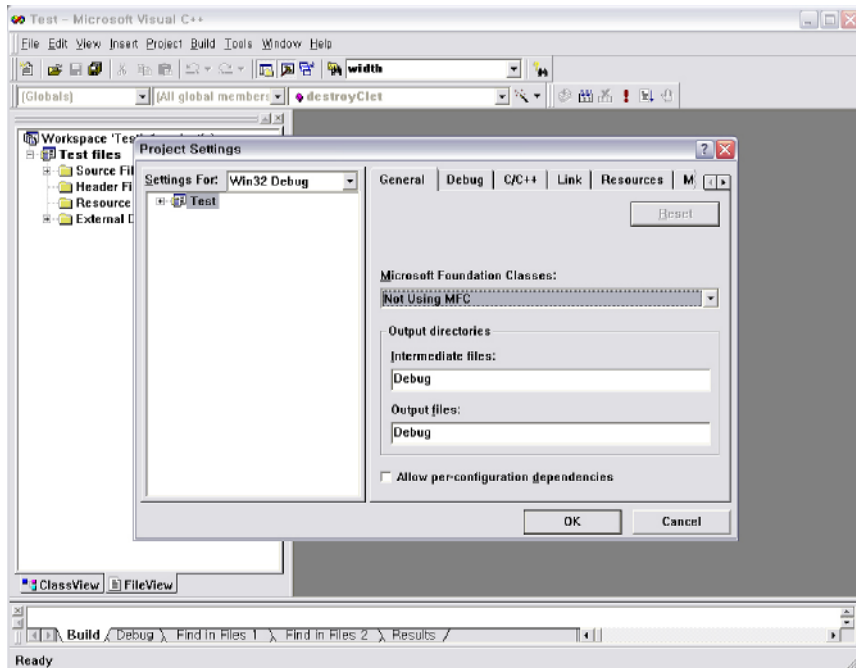 Test - Microsoft Visual C++
File Edit View Insert Project Build Tools Window Help
width
(Globals) (All global members destroyClet
Workspace 'Test'
Test files
Source Fil
Header Fi
Resource
External D
Project Settings
Settings For: Win32 Debug
Test
General Debug C/C++ Link Resources M
Reset
Microsoft Foundation Classes:
Not Using MFC
Output directories
Intermediate files:
Debug
Output files:
Debug
Allow per-configuration dependencies
OK Cancel
ClassView FileView
Build Debug Find in Files 1 Find in Files 2 Results
Ready